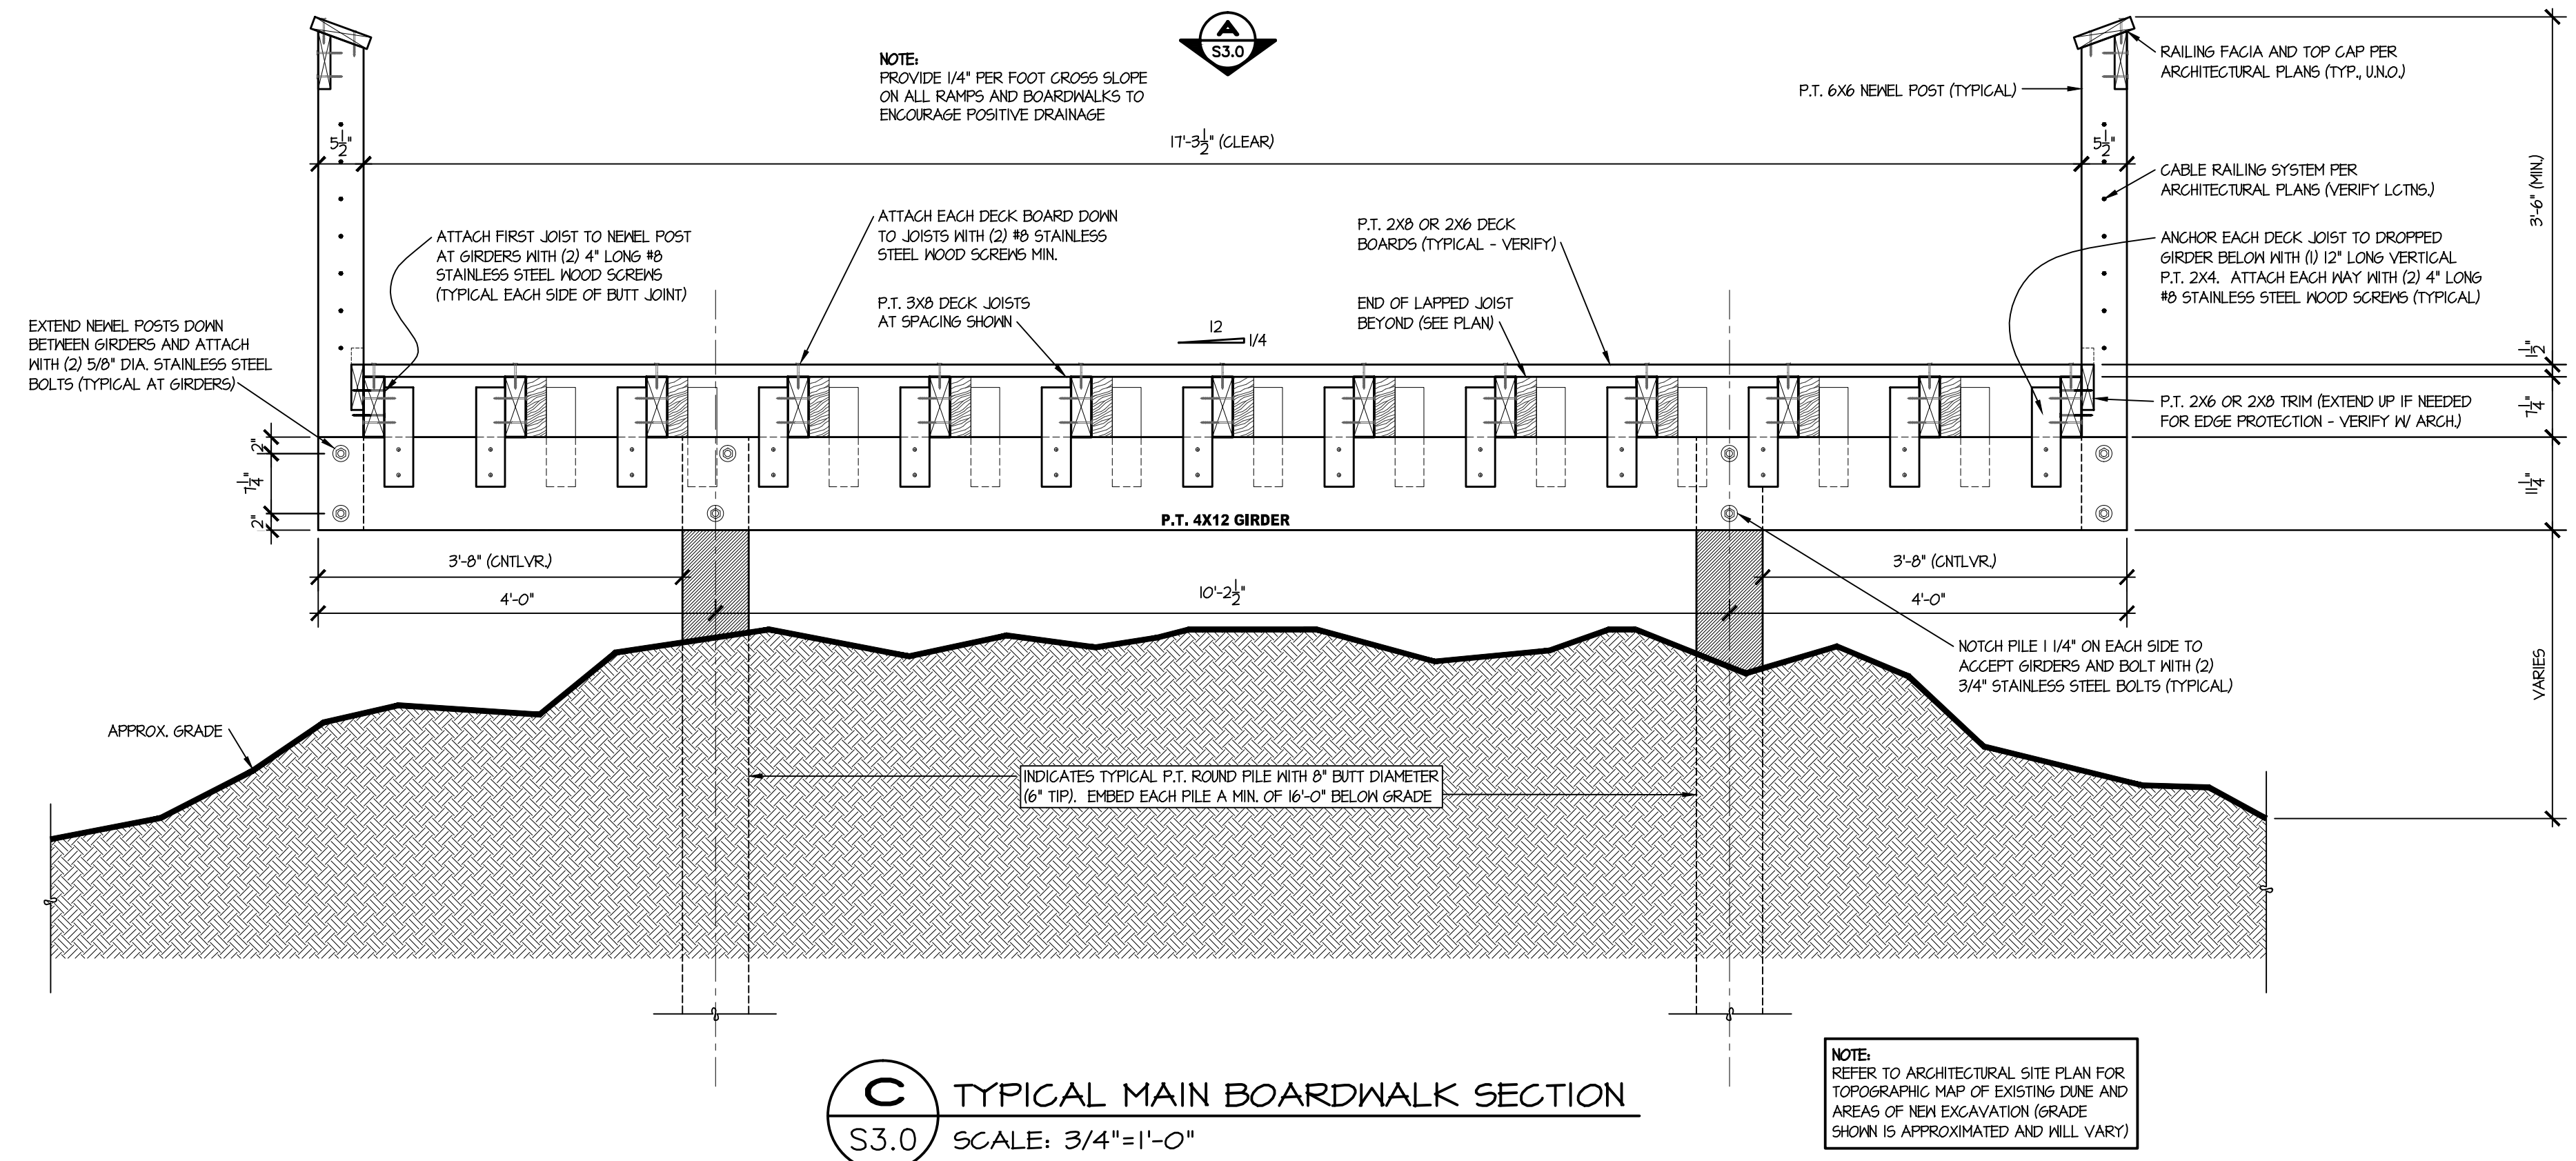 A
S3.0
NOTE:
PROVIDE 1/4" PER FOOT CROSS SLOPE
ON ALL RAMPS AND BOARDWALKS TO
ENCOURAGE POSITIVE DRAINAGE
RAILING FACIA AND TOP CAP PER
ARCHITECTURAL PLANS (TYP., U.N.O.)
P.T. 6X6 NEWEL POST (TYPICAL)
5 1/2"
17'-3 1/2" (CLEAR)
5 1/2"
3'-6" (MIN.)
CABLE RAILING SYSTEM PER
ARCHITECTURAL PLANS (VERIFY LCTNS.)
ATTACH FIRST JOIST TO NEWEL POST
AT GIRDERS WITH (2) 4" LONG #8
STAINLESS STEEL WOOD SCREWS
(TYPICAL EACH SIDE OF BUTT JOINT)
ATTACH EACH DECK BOARD DOWN
TO JOISTS WITH (2) #8 STAINLESS
STEEL WOOD SCREWS MIN.
P.T. 2X8 OR 2X6 DECK
BOARDS (TYPICAL - VERIFY)
ANCHOR EACH DECK JOIST TO DROPPED
GIRDER BELOW WITH (1) 12" LONG VERTICAL
P.T. 2X4. ATTACH EACH WAY WITH (2) 4" LONG
#8 STAINLESS STEEL WOOD SCREWS (TYPICAL)
P.T. 3X8 DECK JOISTS
AT SPACING SHOWN
END OF LAPPED JOIST
BEYOND (SEE PLAN)
EXTEND NEWEL POSTS DOWN
BETWEEN GIRDERS AND ATTACH
WITH (2) 5/8" DIA. STAINLESS STEEL
BOLTS (TYPICAL AT GIRDERS)
12
1/4
1 1/2"
P.T. 2X6 OR 2X8 TRIM (EXTEND UP IF NEEDED
FOR EDGE PROTECTION - VERIFY W/ ARCH.)
7 1/4"
2"
7 1/4"
2"
11 1/4"
P.T. 4X12 GIRDER
3'-8" (CNTLVR.)
3'-8" (CNTLVR.)
4'-0"
10'-2 1/2"
4'-0"
NOTCH PILE 1 1/4" ON EACH SIDE TO
ACCEPT GIRDERS AND BOLT WITH (2)
3/4" STAINLESS STEEL BOLTS (TYPICAL)
VARIES
APPROX. GRADE
INDICATES TYPICAL P.T. ROUND PILE WITH 8" BUTT DIAMETER
(6" TIP). EMBED EACH PILE A MIN. OF 16'-0" BELOW GRADE
C
S3.0
TYPICAL MAIN BOARDWALK SECTION
SCALE: 3/4"=1'-0"
NOTE:
REFER TO ARCHITECTURAL SITE PLAN FOR
TOPOGRAPHIC MAP OF EXISTING DUNE AND
AREAS OF NEW EXCAVATION (GRADE
SHOWN IS APPROXIMATED AND WILL VARY)